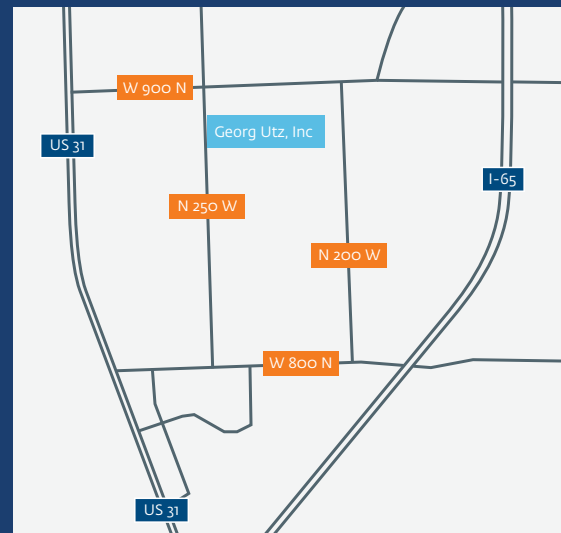 W 900 N
Georg Utz, Inc
US 31
I-65
N 250 W
N 200 W
W 800 N
US 31